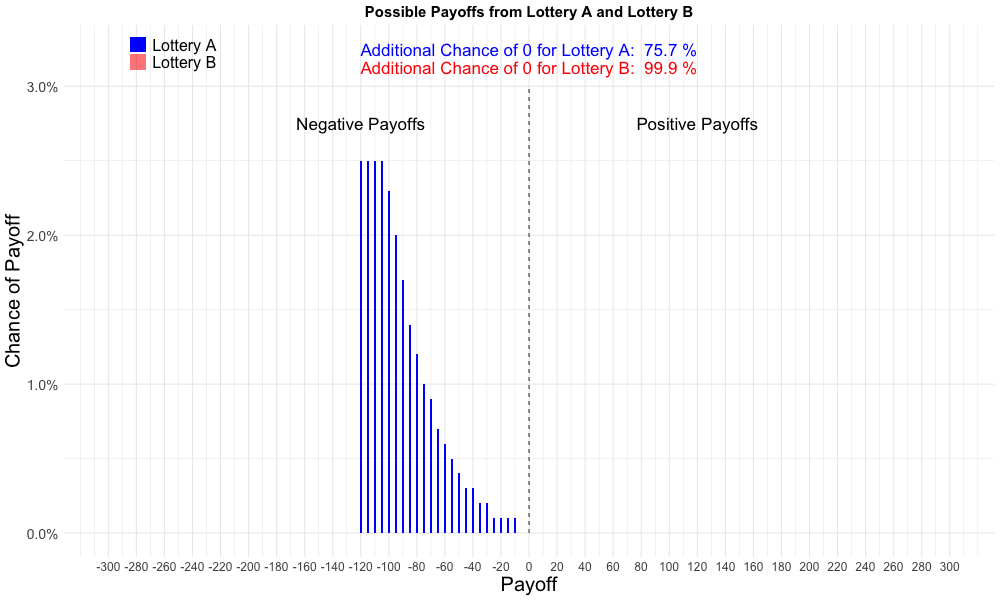 Possible Payoffs from Lottery A and Lottery B
Lottery A
Lottery B
Additional Chance of 0 for Lottery A: 75.7 %
Additional Chance of 0 for Lottery B: 99.9 %
Negative Payoffs
Positive Payoffs
Chance of Payoff
3.0%
2.0%
1.0%
0.0%
-300 -280 -260 -240 -220 -200 -180 -160 -140 -120 -100 -80 -60 -40 -20 0 20 40 60 80 100 120 140 160 180 200 220 240 260 280 300
Payoff